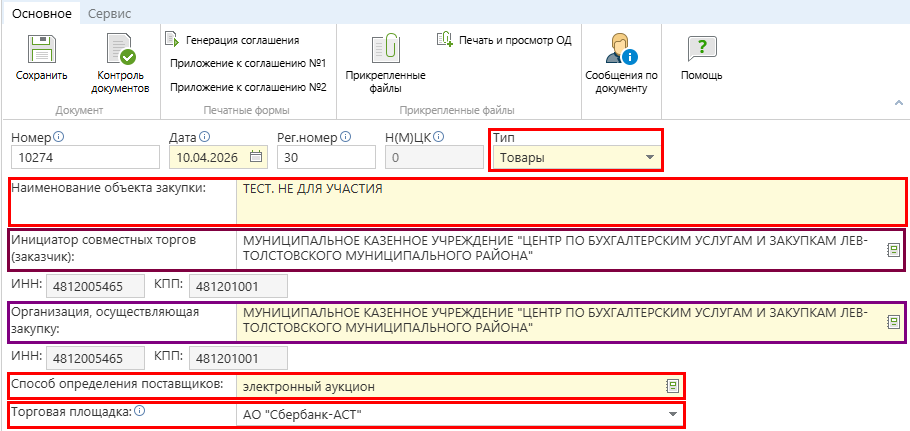 Основное Сервис
Сохранить
Контроль
документов
Документ
Генерация соглашения
Приложение к соглашению №1
Приложение к соглашению №2
Печатные формы
Прикрепленные
файлы
Печать и просмотр ОД
Прикрепленные файлы
Сообщения по
документу
Помощь
Номер Дата Рег.номер Н(М)ЦК Тип
10274 10.04.2026 30 0 Товары
Наименование объекта закупки: ТЕСТ. НЕ ДЛЯ УЧАСТИЯ
Инициатор совместных торгов
(заказчик):
МУНИЦИПАЛЬНОЕ КАЗЕННОЕ УЧРЕЖДЕНИЕ "ЦЕНТР ПО БУХГАЛТЕРСКИМ УСЛУГАМ И ЗАКУПКАМ ЛЕВ-
ТОЛСТОВСКОГО МУНИЦИПАЛЬНОГО РАЙОНА"
ИНН: 4812005465 КПП: 481201001
Организация, осуществляющая
закупку:
МУНИЦИПАЛЬНОЕ КАЗЕННОЕ УЧРЕЖДЕНИЕ "ЦЕНТР ПО БУХГАЛТЕРСКИМ УСЛУГАМ И ЗАКУПКАМ ЛЕВ-
ТОЛСТОВСКОГО МУНИЦИПАЛЬНОГО РАЙОНА"
ИНН: 4812005465 КПП: 481201001
Способ определения поставщиков: электронный аукцион
Торговая площадка: АО "Сбербанк-АСТ"